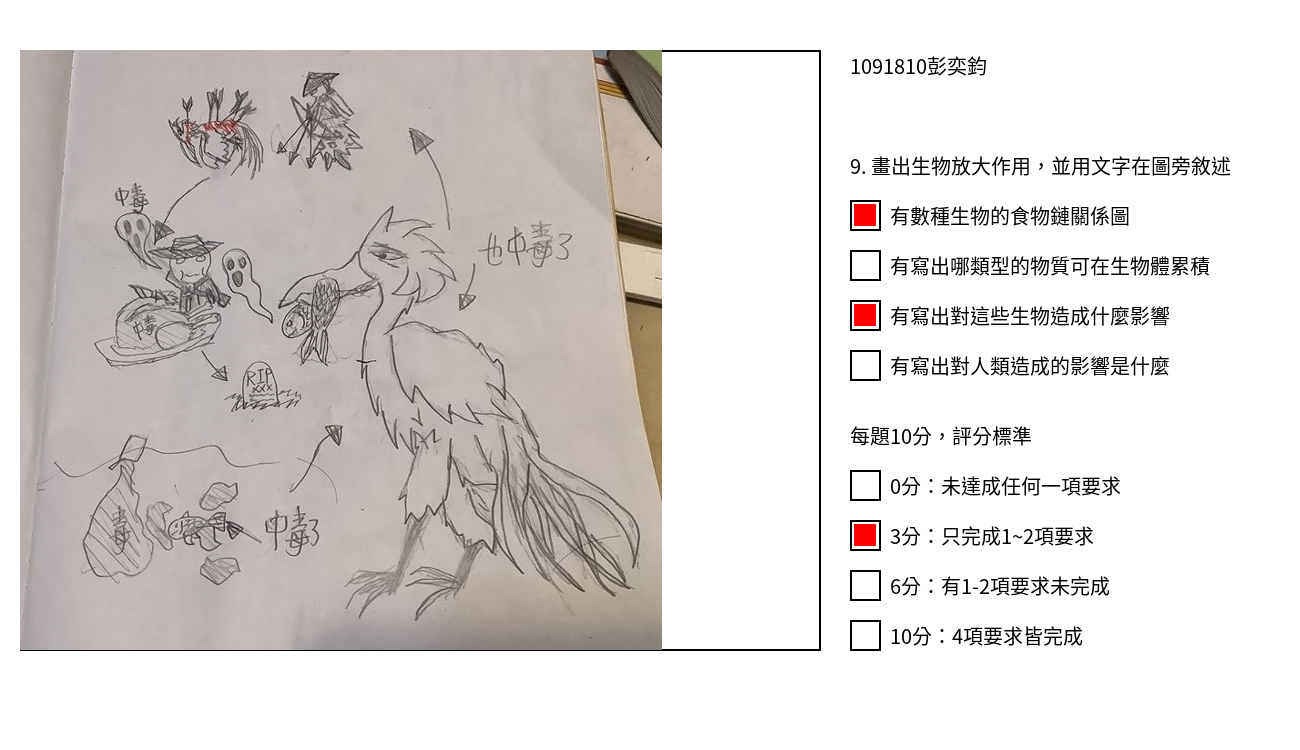 1091810彭奕鈞
9. 畫出生物放大作用，並用文字在圖旁敘述
有數種生物的食物鏈關係圖
有寫出哪類型的物質可在生物體累積
有寫出對這些生物造成什麼影響
有寫出對人類造成的影響是什麼
每題10分，評分標準
0分：未達成任何一項要求
3分：只完成1~2項要求
6分：有1-2項要求未完成
10分：4項要求皆完成
中毒
也中毒了
中毒
RIP
XXX
毒
中毒了